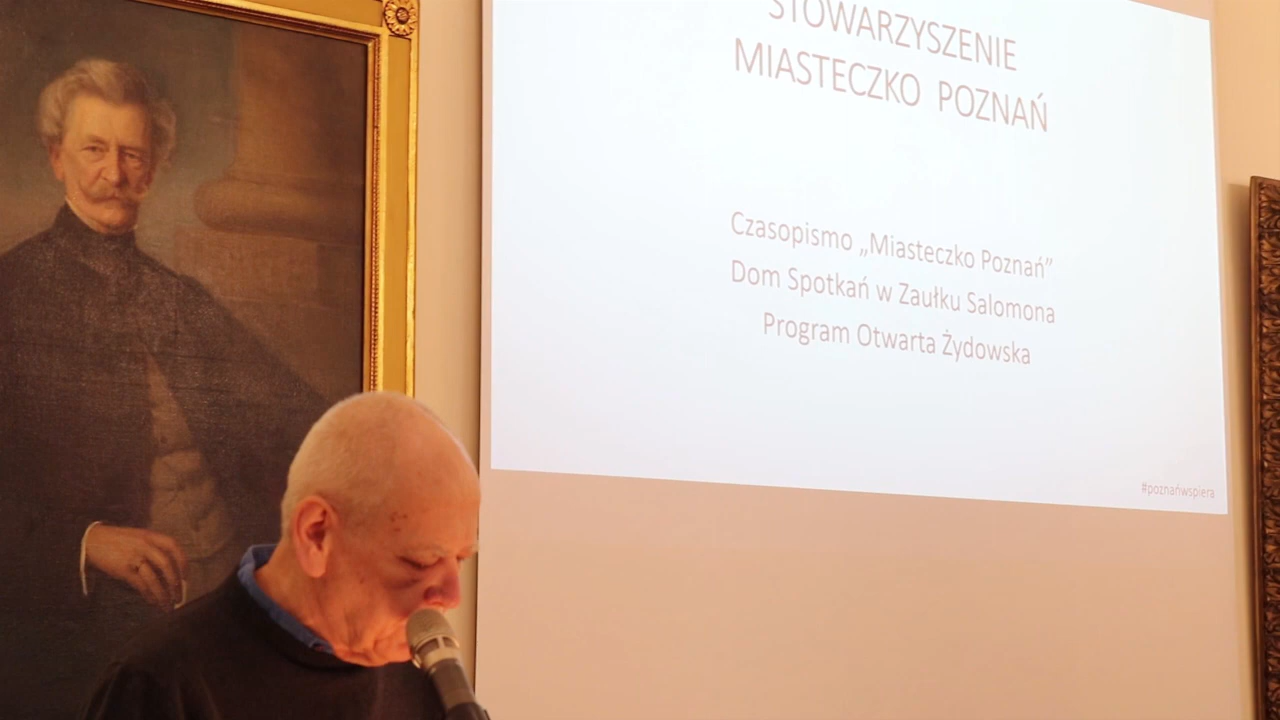 STOWARZYSZENIE
MIASTECZKO POZNAŃ
Czasopismo „Miasteczko Poznań”
Dom Spotkań w Zaułku Salomona
Program Otwarta Żydowska
#poznańwspiera